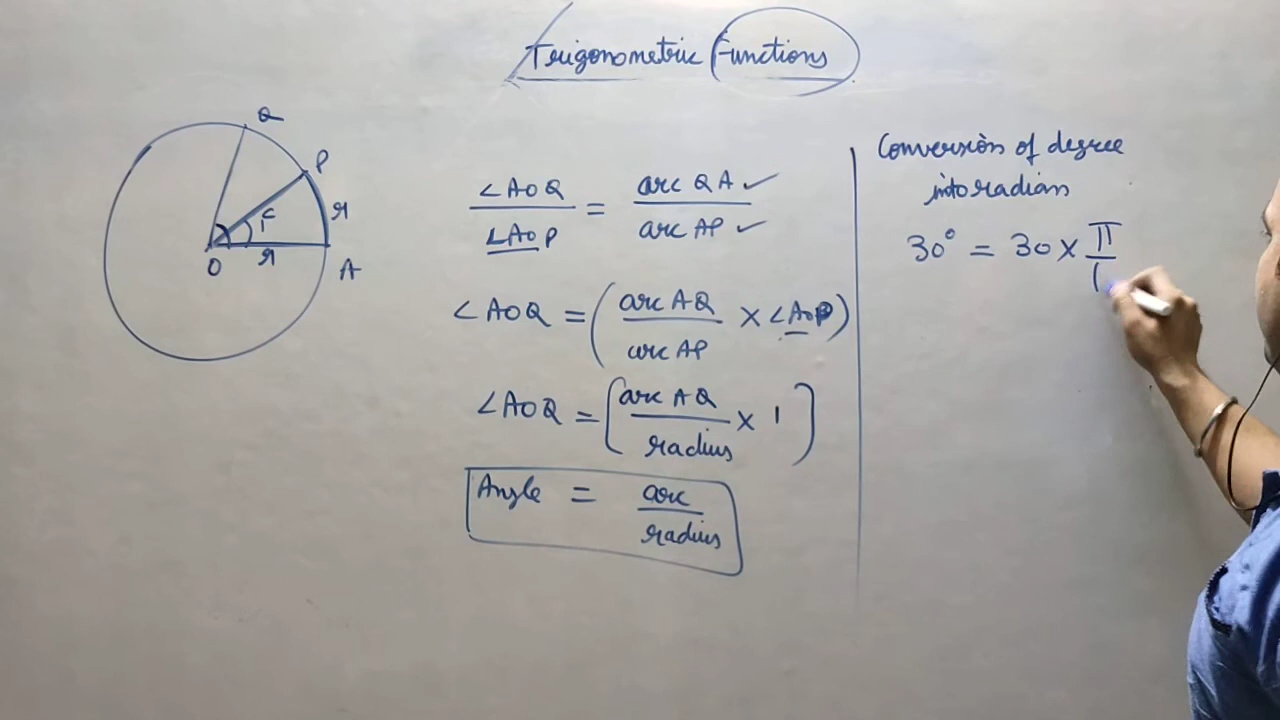 Trigonometric Functions
Q
P
1ᶜ
r
r
O
A
∠AOQ / ∠AOP = arc QA ✓ / arc AP ✓
∠AOQ = (arc AQ / arc AP × ∠AOP)
∠AOQ = [arc AQ / radius × 1]
Angle = arc / radius
Conversion of degree
into radian
30° = 30 × π / 1